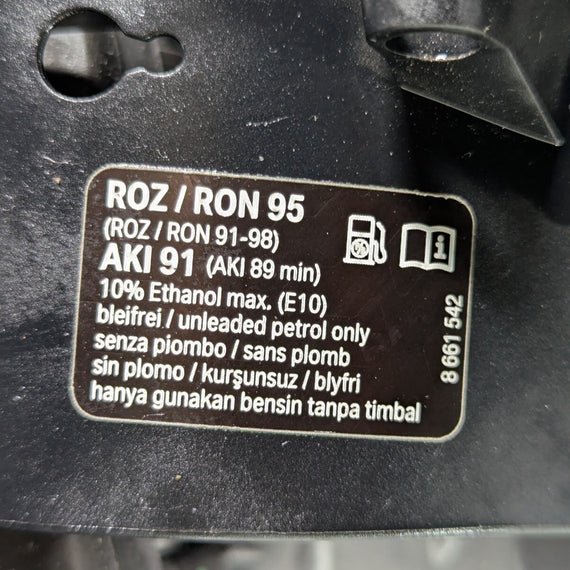 ROZ / RON 95
(ROZ / RON 91-98)
AKI 91 (AKI 89 min)
10% Ethanol max. (E10)
bleifrei / unleaded petrol only
senza piombo / sans plomb
sin plomo / kurşunsuz / blyfri
hanya gunakan bensin tanpa timbal
8 661 542